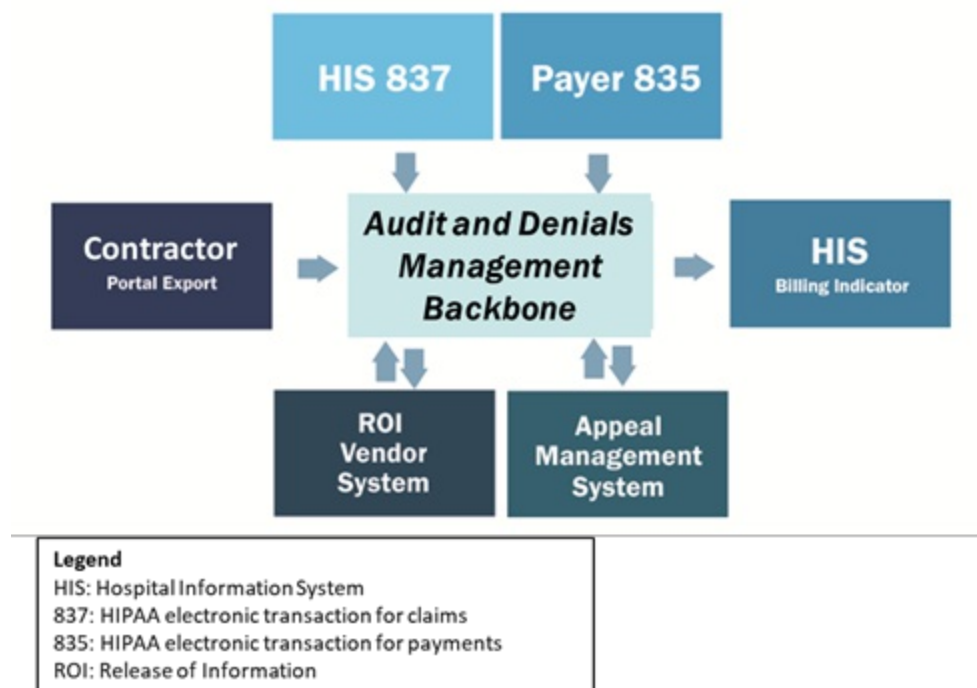 HIS 837
Payer 835
Contractor
Portal Export
Audit and Denials
Management
Backbone
HIS
Billing Indicator
ROI
Vendor
System
Appeal
Management
System
Legend
HIS: Hospital Information System
837: HIPAA electronic transaction for claims
835: HIPAA electronic transaction for payments
ROI: Release of Information